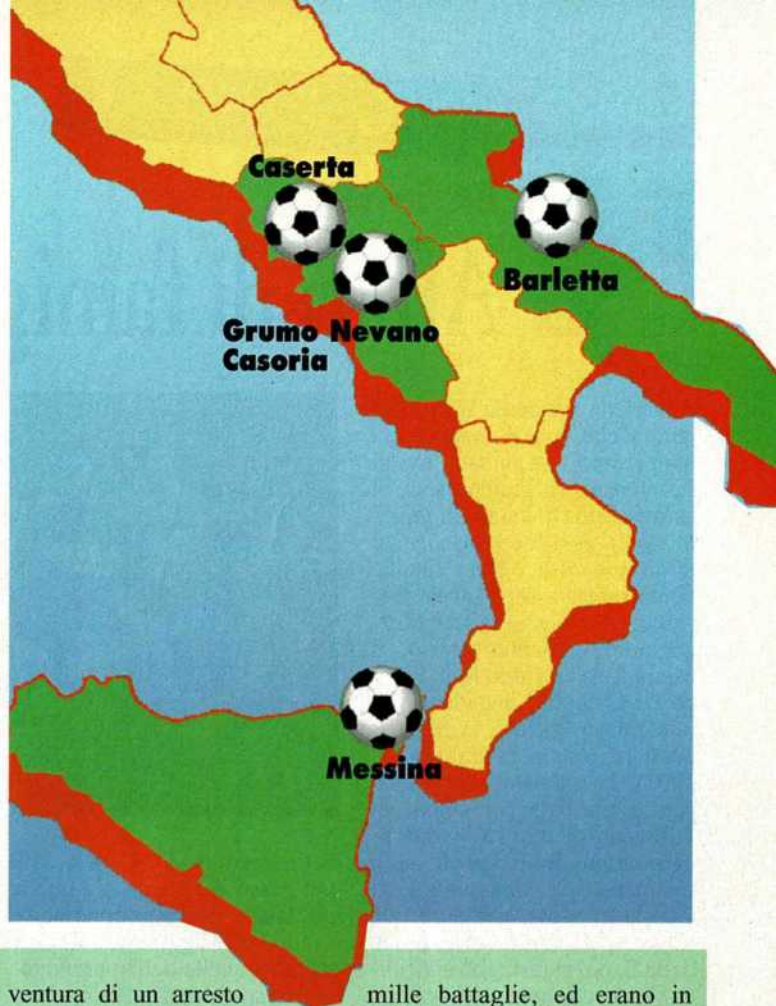 Caserta
Barletta
Grumo Nevano
Casoria
Messina
ventura di un arresto
mille battaglie, ed erano in